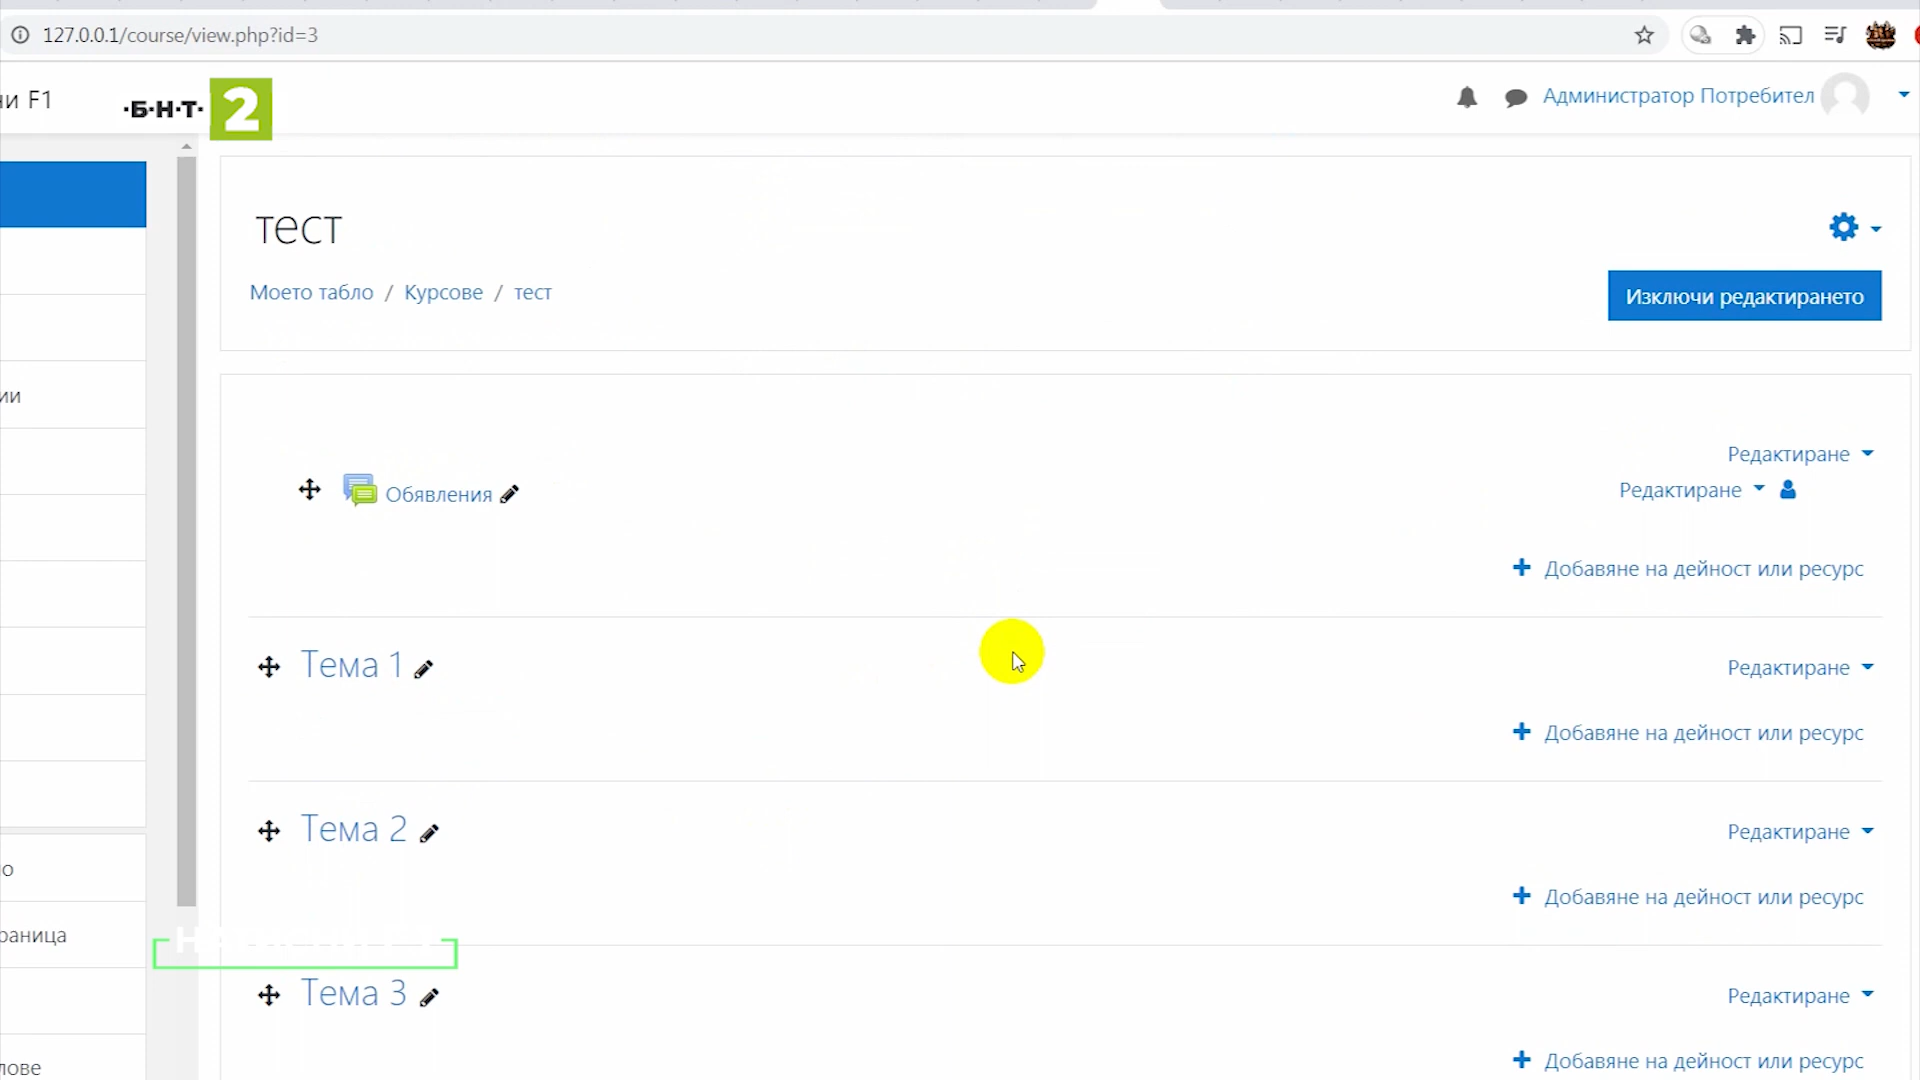 127.0.0.1/course/view.php?id=3
ни F1
·Б·Н·Т· 2
Администратор Потребител
тест
Моето табло / Курсове / тест
Изключи редактирането
ии
Редактиране
Обявления
Редактиране
Добавяне на дейност или ресурс
Тема 1
Редактиране
Добавяне на дейност или ресурс
Тема 2
Редактиране
Добавяне на дейност или ресурс
о
раница
Тема 3
Редактиране
Добавяне на дейност или ресурс
лове